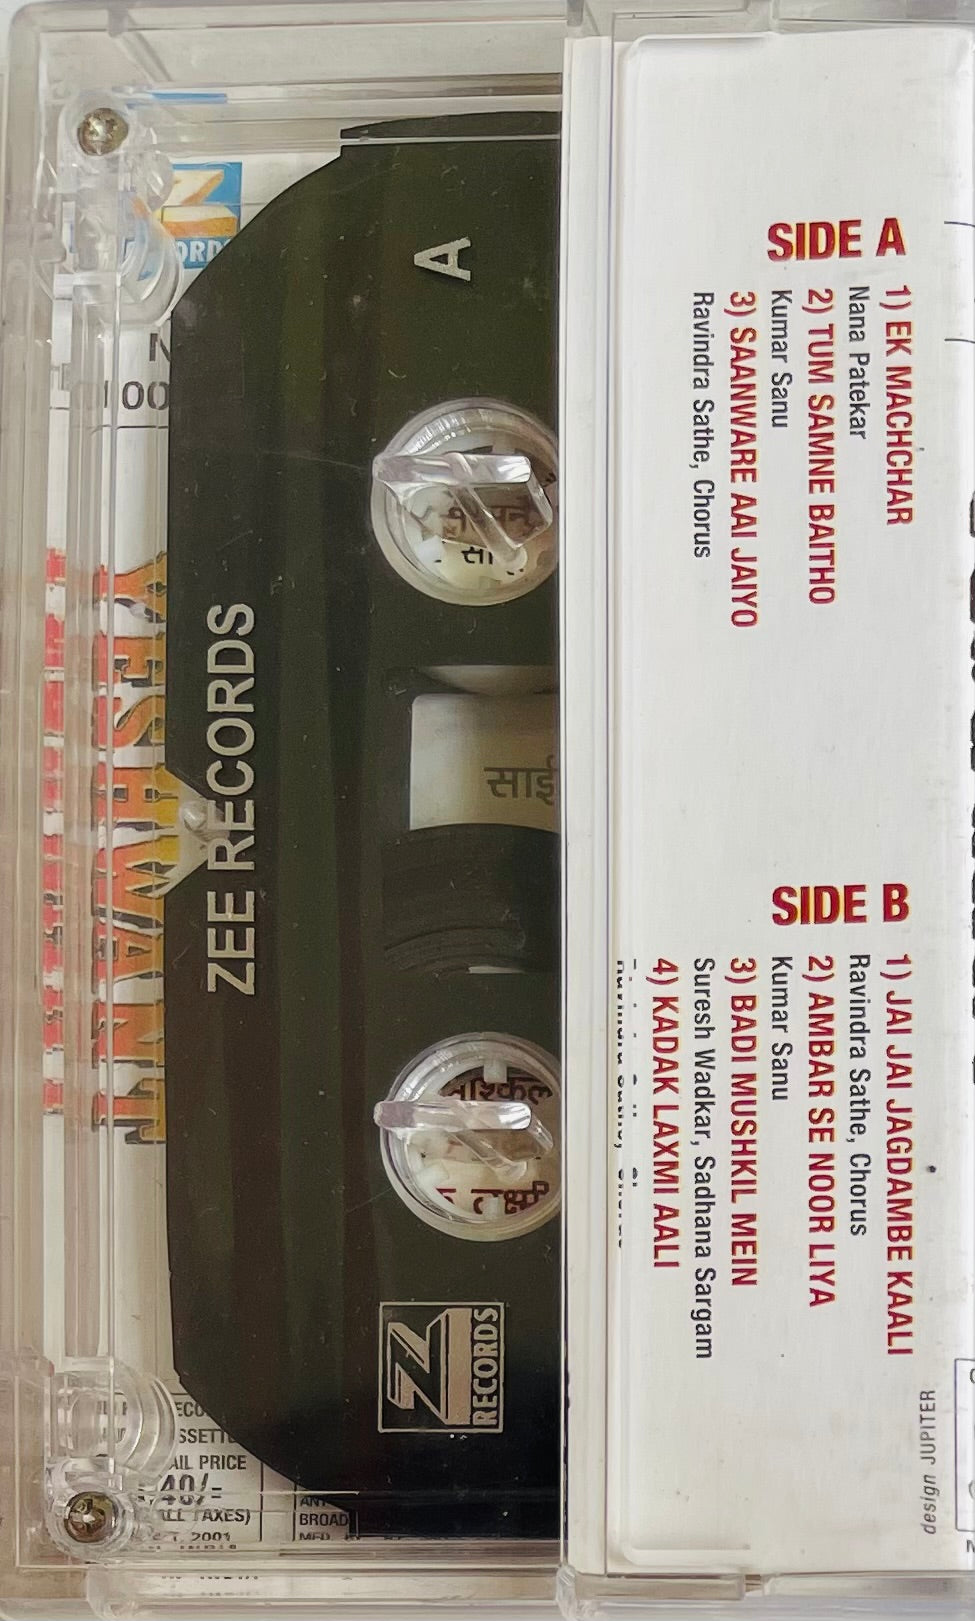 SIDE A
1) EK MACHCHAR
Nana Patekar
2) TUM SAMNE BAITHO
Kumar Sanu
3) SAANWARE AAI JAIYO
Ravindra Sathe, Chorus
SIDE B
1) JAI JAI JAGDAMBE KAALI
Ravindra Sathe, Chorus
2) AMBAR SE NOOR LIYA
Kumar Sanu
3) BADI MUSHKIL MEIN
Suresh Wadkar, Sadhana Sargam
4) KADAK LAXMI AALI
design JUPITER
A
ZEE RECORDS
Z
RECORDS
साई
सा
PRICE
40/=
2001